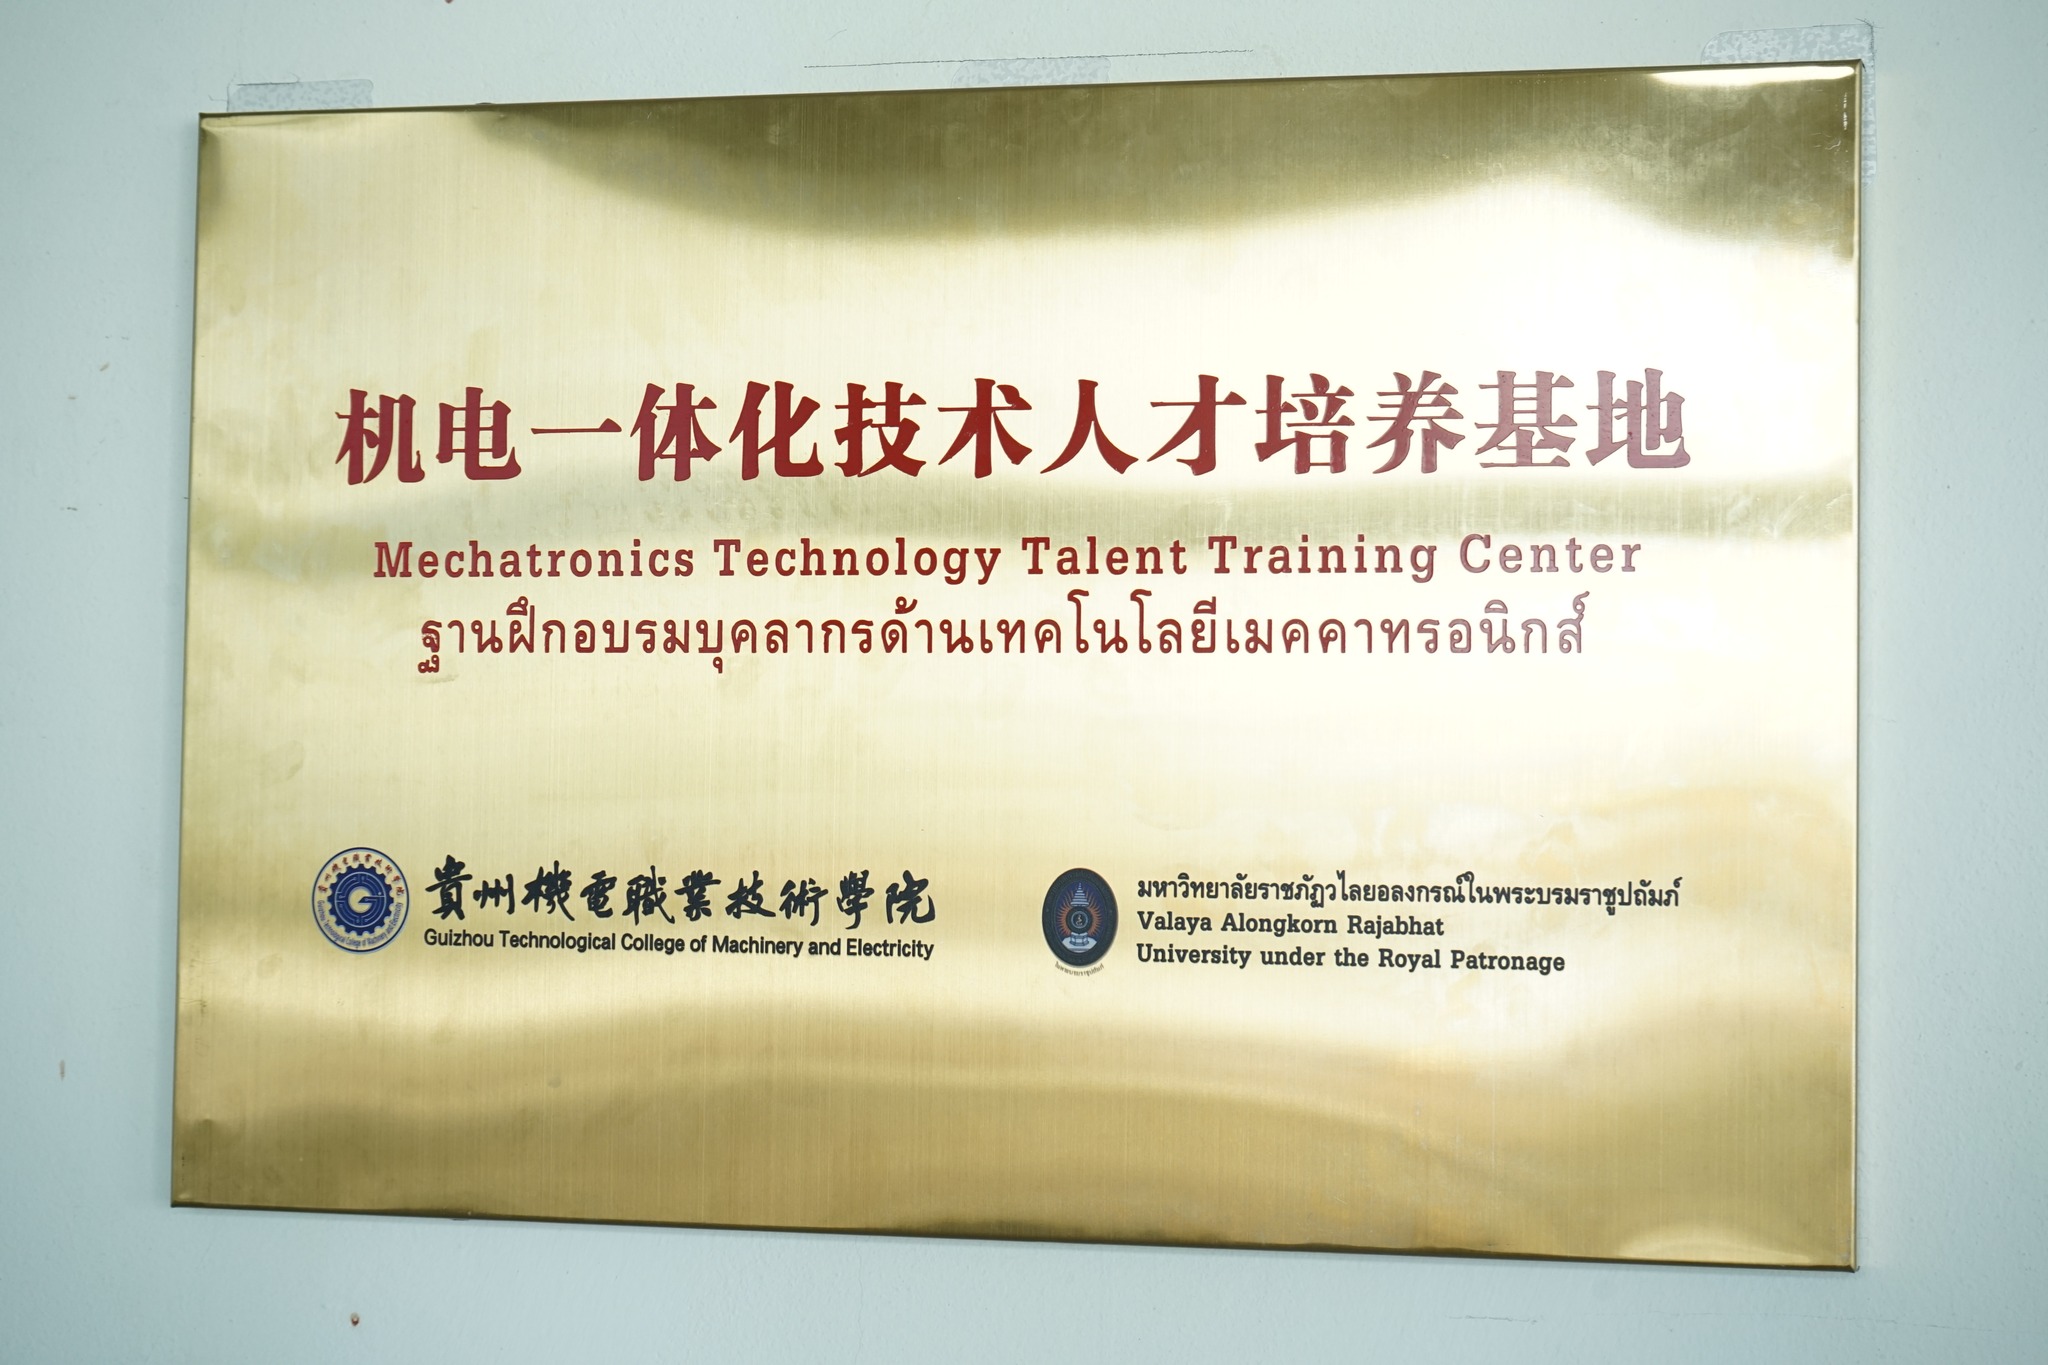 机电一体化技术人才培养基地
Mechatronics Technology Talent Training Center
ฐานฝึกอบรมบุคลากรด้านเทคโนโลยีเมคคาทรอนิกส์
貴州機電職業技術學院
Guizhou Technological College of Machinery and Electricity
มหาวิทยาลัยราชภัฏวไลยอลงกรณ์ในพระบรมราชูปถัมภ์
Valaya Alongkorn Rajabhat
University under the Royal Patronage